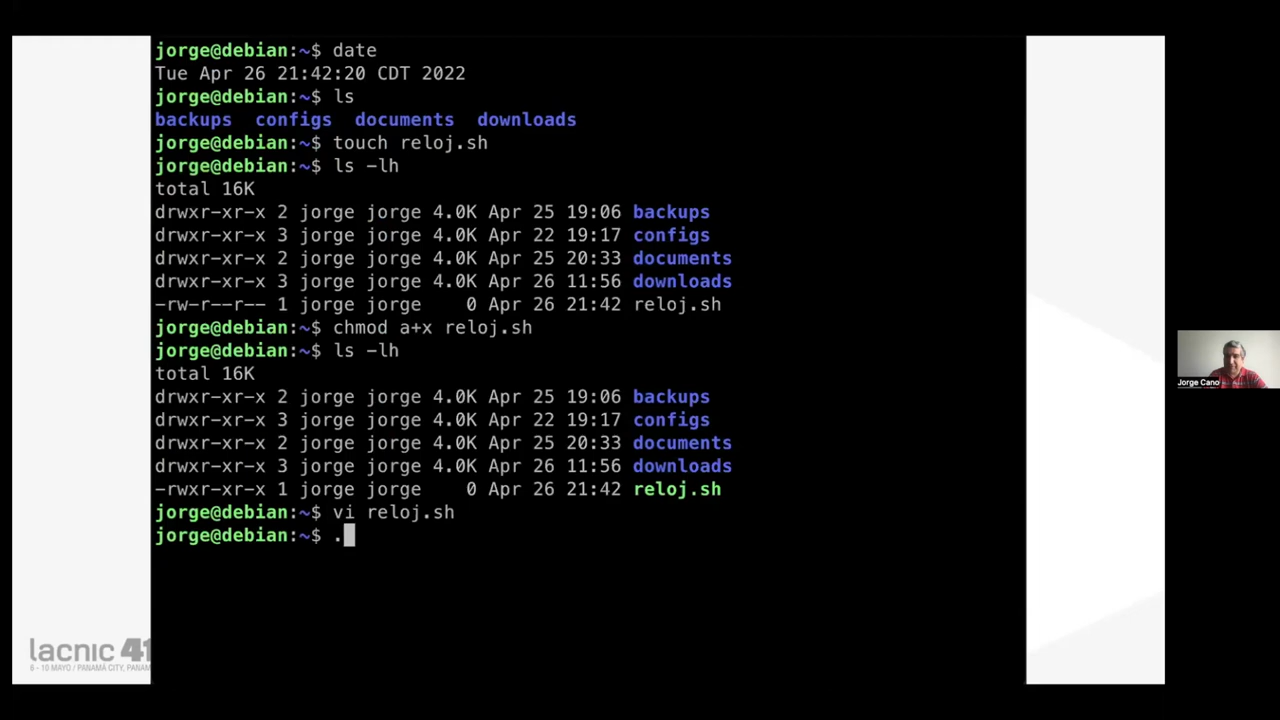 jorge@debian:~$ date
Tue Apr 26 21:42:20 CDT 2022
jorge@debian:~$ ls
backups  configs  documents  downloads
jorge@debian:~$ touch reloj.sh
jorge@debian:~$ ls -lh
total 16K
drwxr-xr-x 2 jorge jorge 4.0K Apr 25 19:06 backups
drwxr-xr-x 3 jorge jorge 4.0K Apr 22 19:17 configs
drwxr-xr-x 2 jorge jorge 4.0K Apr 25 20:33 documents
drwxr-xr-x 3 jorge jorge 4.0K Apr 26 11:56 downloads
-rw-r--r-- 1 jorge jorge    0 Apr 26 21:42 reloj.sh
jorge@debian:~$ chmod a+x reloj.sh
jorge@debian:~$ ls -lh
total 16K
drwxr-xr-x 2 jorge jorge 4.0K Apr 25 19:06 backups
drwxr-xr-x 3 jorge jorge 4.0K Apr 22 19:17 configs
drwxr-xr-x 2 jorge jorge 4.0K Apr 25 20:33 documents
drwxr-xr-x 3 jorge jorge 4.0K Apr 26 11:56 downloads
-rwxr-xr-x 1 jorge jorge    0 Apr 26 21:42 reloj.sh
jorge@debian:~$ vi reloj.sh
jorge@debian:~$ .
Jorge Cano
lacnic 41
6 - 10 MAYO / PANAMÁ CITY, PANAM